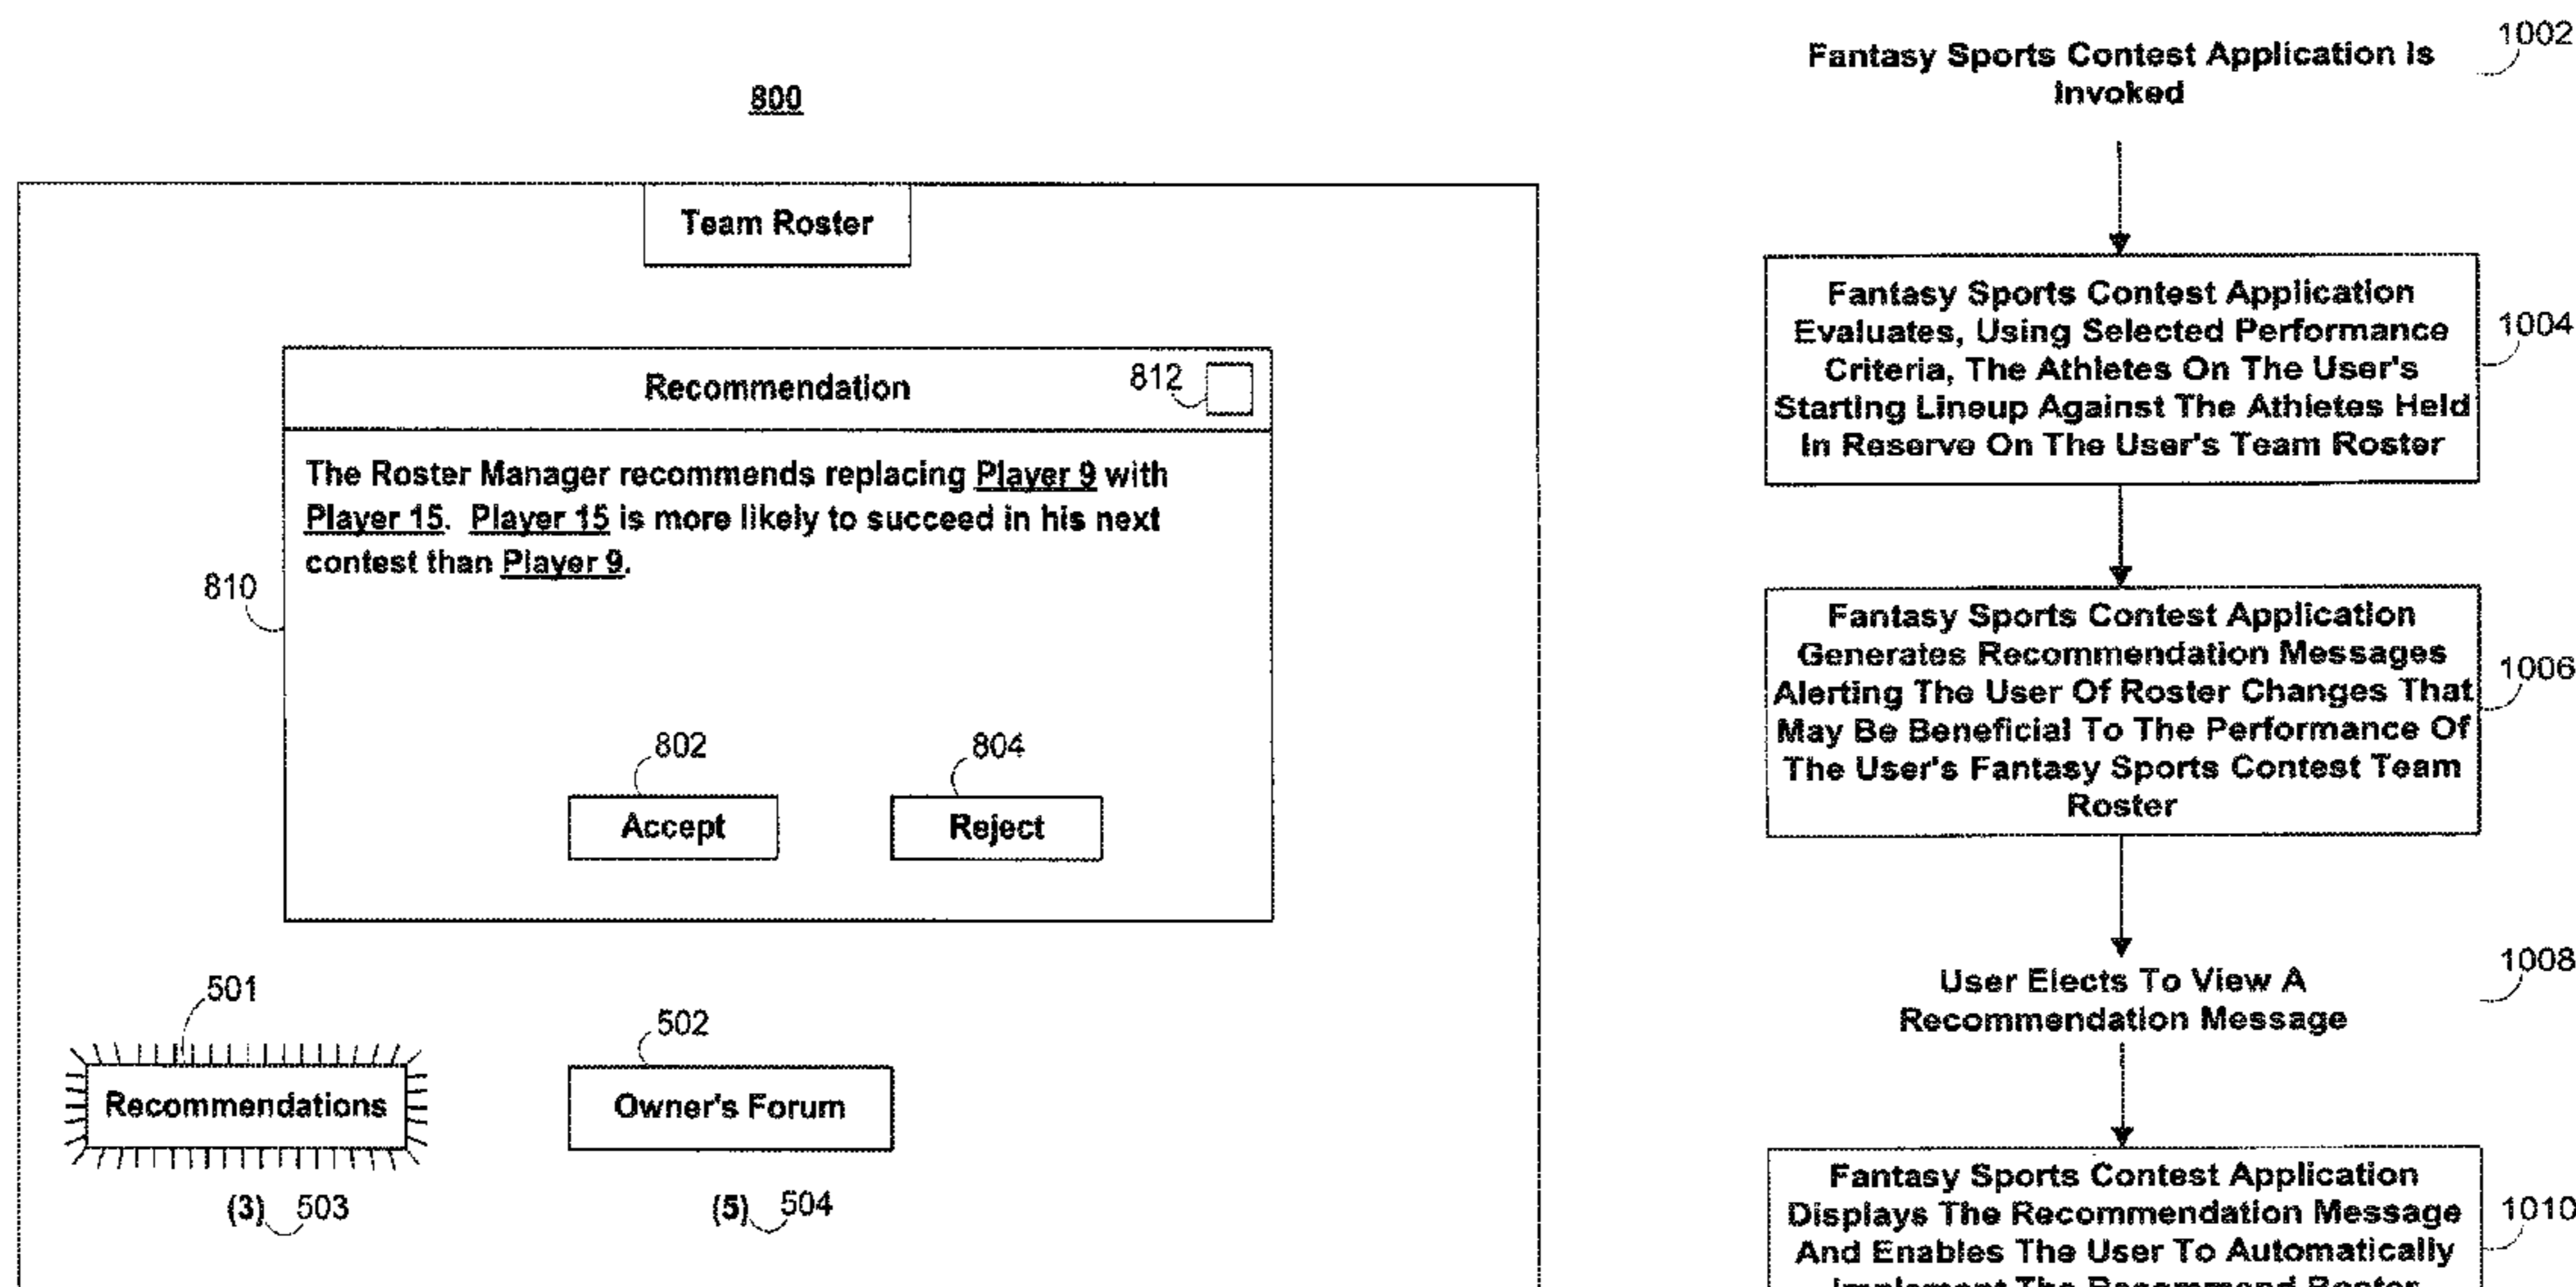 800
Team Roster
Recommendation
812
The Roster Manager recommends replacing Player 9 with
Player 15. Player 15 is more likely to succeed in his next
contest than Player 9.
810
802
804
Accept
Reject
501
502
Recommendations
Owner's Forum
(3) 503
(5) 504
1002
Fantasy Sports Contest Application Is
Invoked
Fantasy Sports Contest Application
Evaluates, Using Selected Performance
Criteria, The Athletes On The User's
Starting Lineup Against The Athletes Held
In Reserve On The User's Team Roster
1004
Fantasy Sports Contest Application
Generates Recommendation Messages
Alerting The User Of Roster Changes That
May Be Beneficial To The Performance Of
The User's Fantasy Sports Contest Team
Roster
1006
User Elects To View A
Recommendation Message
1008
Fantasy Sports Contest Application
Displays The Recommendation Message
And Enables The User To Automatically
Implement The Recommend Roster
1010